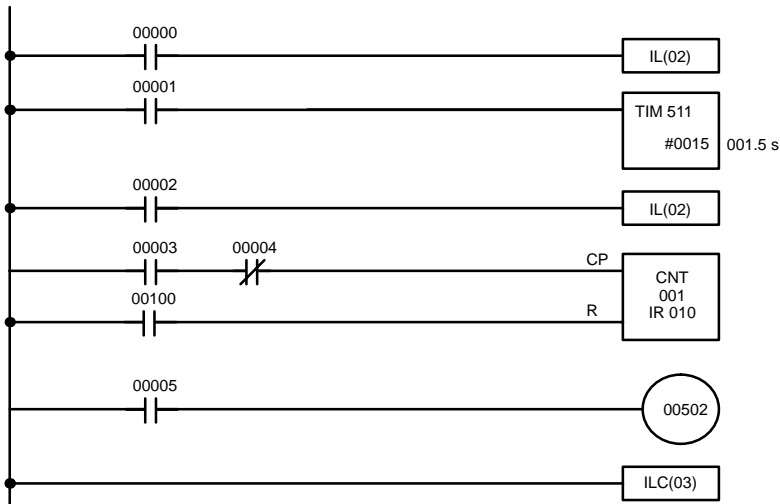 00000
IL(02)
00001
TIM 511
#0015 001.5 s
00002
IL(02)
00003 00004
CP
CNT
001
IR 010
00100
R
00005
00502
ILC(03)